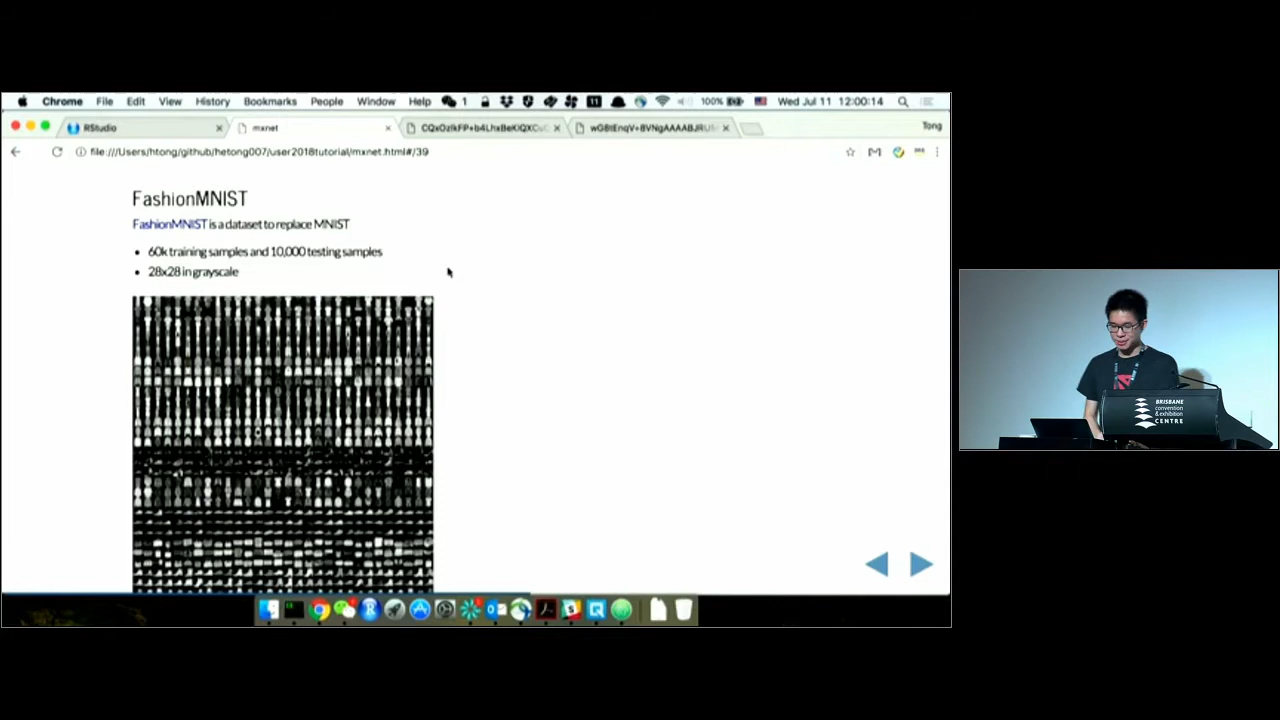 Chrome File Edit View History Bookmarks People Window Help 1 11 100% Wed Jul 11 12:00:14
RStudio mxnet
Tong
file:///Users/htong/github/hetong007/user2018tutorial/mxnet.html#/39
FashionMNIST
FashionMNIST is a dataset to replace MNIST
60k training samples and 10,000 testing samples
28x28 in grayscale
BRISBANE
convention
& exhibition
CENTRE